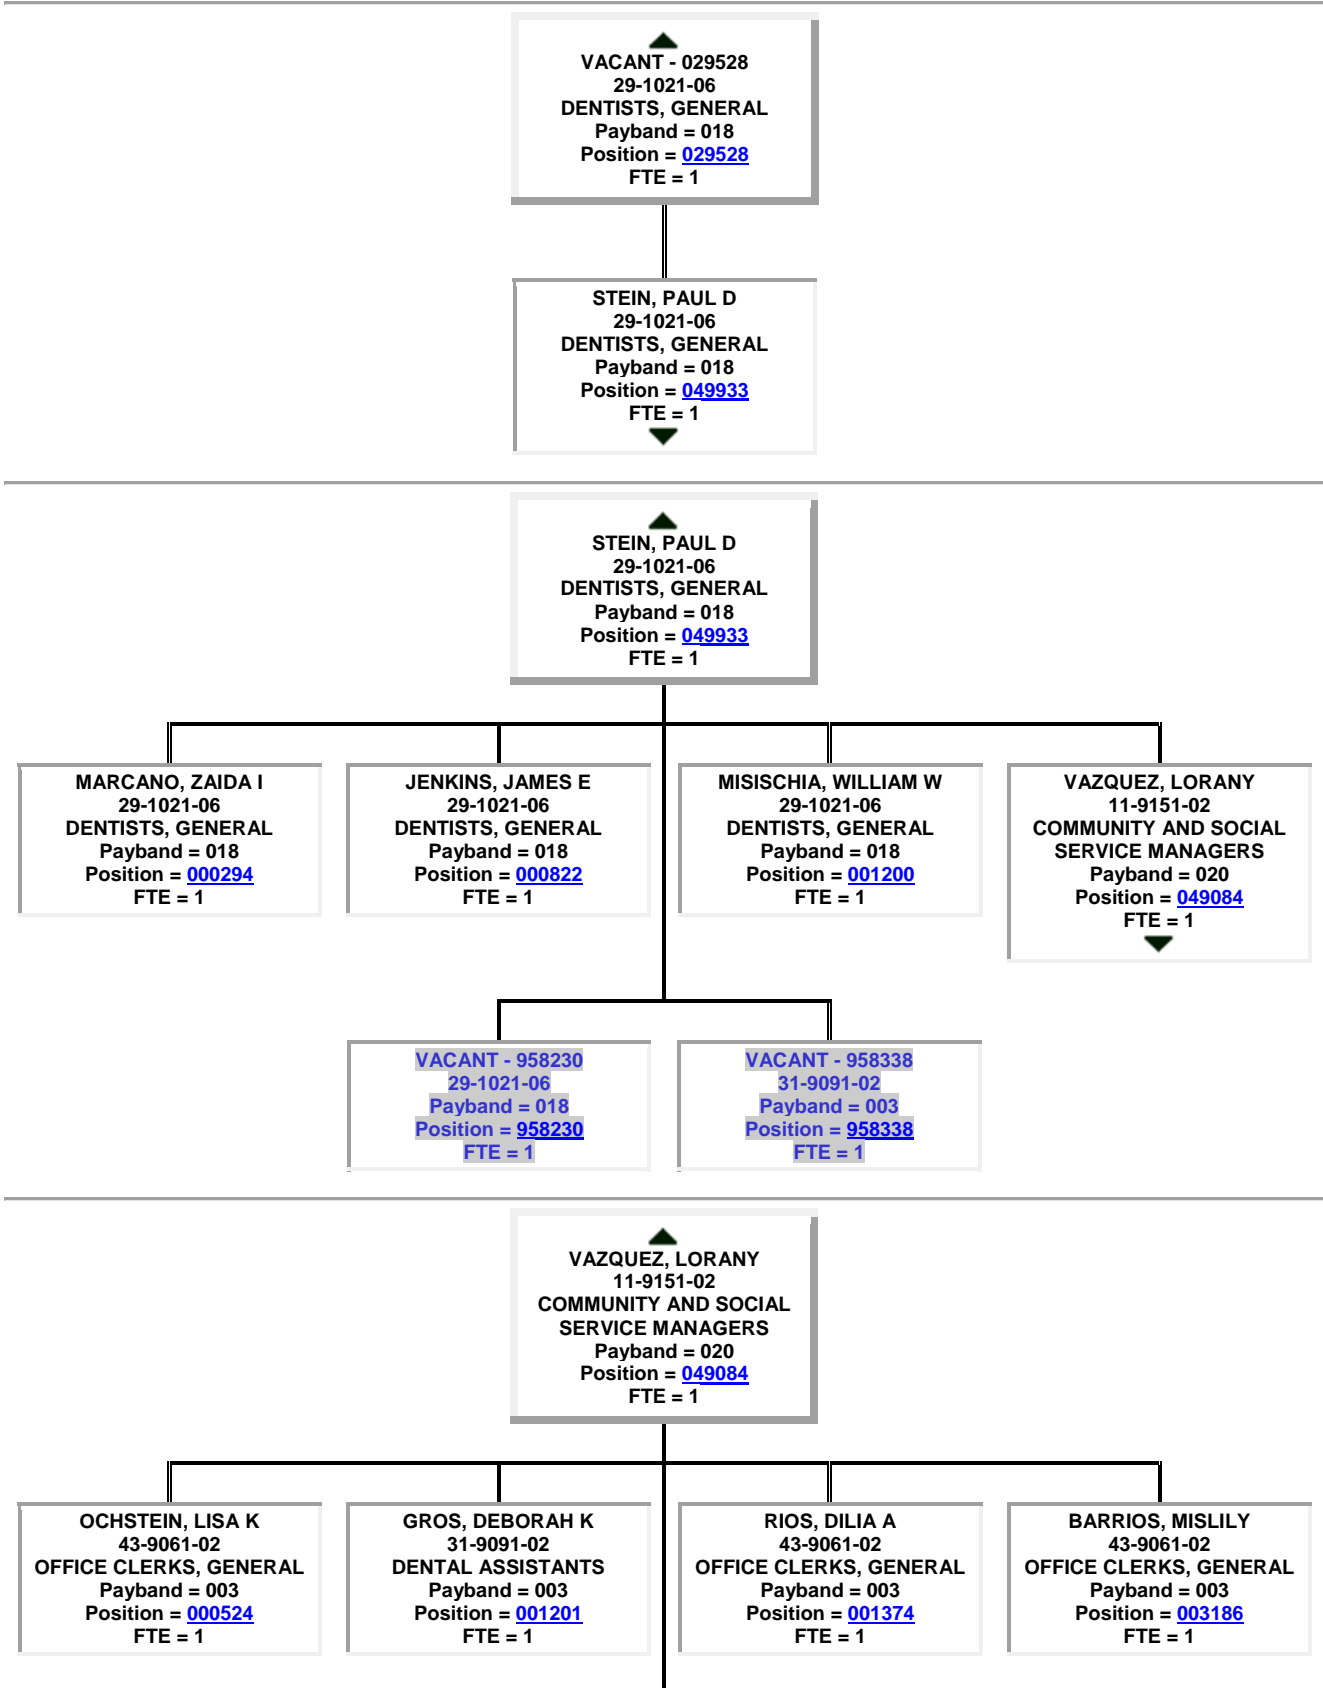 VACANT - 029528
29-1021-06
DENTISTS, GENERAL
Payband = 018
Position = 029528
FTE = 1
STEIN, PAUL D
29-1021-06
DENTISTS, GENERAL
Payband = 018
Position = 049933
FTE = 1
STEIN, PAUL D
29-1021-06
DENTISTS, GENERAL
Payband = 018
Position = 049933
FTE = 1
MARCANO, ZAIDA I
29-1021-06
DENTISTS, GENERAL
Payband = 018
Position = 000294
FTE = 1
JENKINS, JAMES E
29-1021-06
DENTISTS, GENERAL
Payband = 018
Position = 000822
FTE = 1
MISISCHIA, WILLIAM W
29-1021-06
DENTISTS, GENERAL
Payband = 018
Position = 001200
FTE = 1
VAZQUEZ, LORANY
11-9151-02
COMMUNITY AND SOCIAL
SERVICE MANAGERS
Payband = 020
Position = 049084
FTE = 1
VACANT - 958230
29-1021-06
Payband = 018
Position = 958230
FTE = 1
VACANT - 958338
31-9091-02
Payband = 003
Position = 958338
FTE = 1
VAZQUEZ, LORANY
11-9151-02
COMMUNITY AND SOCIAL
SERVICE MANAGERS
Payband = 020
Position = 049084
FTE = 1
OCHSTEIN, LISA K
43-9061-02
OFFICE CLERKS, GENERAL
Payband = 003
Position = 000524
FTE = 1
GROS, DEBORAH K
31-9091-02
DENTAL ASSISTANTS
Payband = 003
Position = 001201
FTE = 1
RIOS, DILIA A
43-9061-02
OFFICE CLERKS, GENERAL
Payband = 003
Position = 001374
FTE = 1
BARRIOS, MISLILY
43-9061-02
OFFICE CLERKS, GENERAL
Payband = 003
Position = 003186
FTE = 1